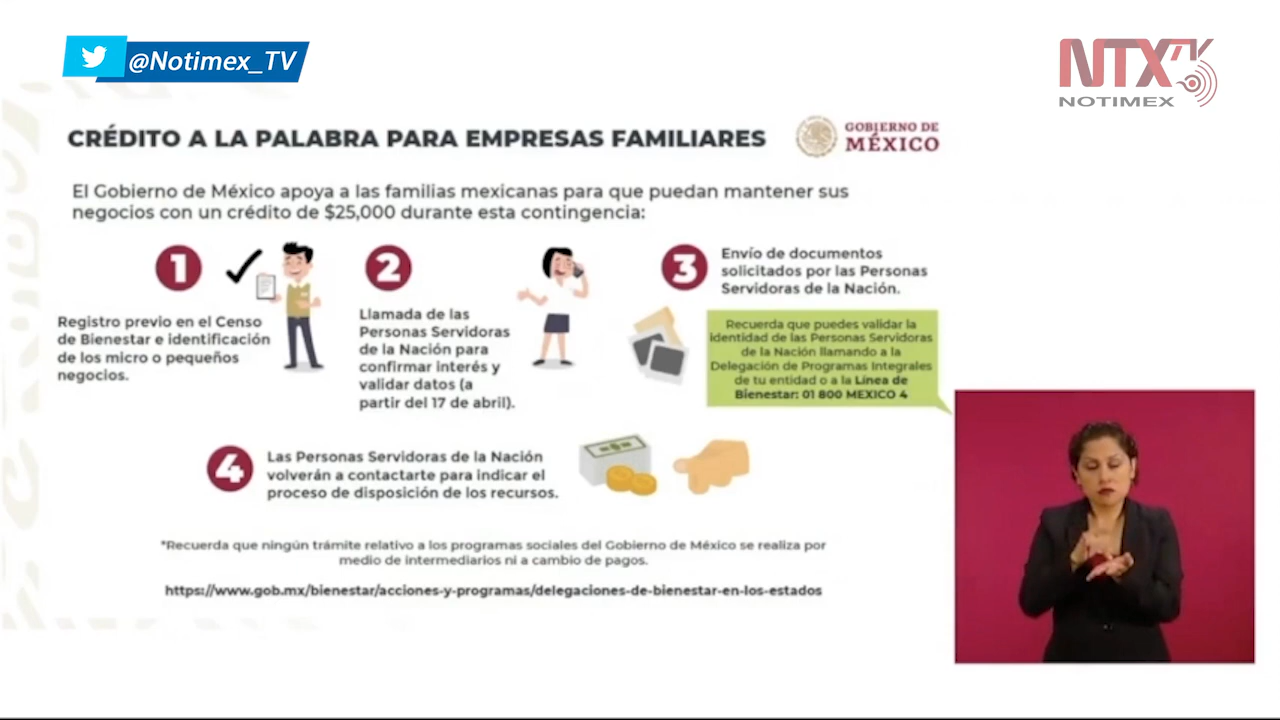 @Notimex_TV
NTX TV
NOTIMEX
CRÉDITO A LA PALABRA PARA EMPRESAS FAMILIARES
GOBIERNO DE
MÉXICO
El Gobierno de México apoya a las familias mexicanas para que puedan mantener sus
negocios con un crédito de $25,000 durante esta contingencia:
1
Registro previo en el Censo
de Bienestar e identificación
de los micro o pequeños
negocios.
2
Llamada de las
Personas Servidoras
de la Nación para
confirmar interés y
validar datos (a
partir del 17 de abril).
3
Envío de documentos
solicitados por las Personas
Servidoras de la Nación.
Recuerda que puedes validar la
identidad de las Personas Servidoras
de la Nación llamando a la
Delegación de Programas Integrales
de tu entidad o a la Línea de
Bienestar: 01 800 MEXICO 4
4
Las Personas Servidoras de la Nación
volverán a contactarte para indicar el
proceso de disposición de los recursos.
*Recuerda que ningún trámite relativo a los programas sociales del Gobierno de México se realiza por
medio de intermediarios ni a cambio de pagos.
https://www.gob.mx/bienestar/acciones-y-programas/delegaciones-de-bienestar-en-los-estados